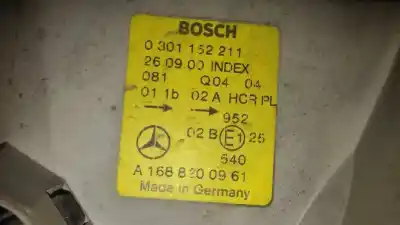 BOSCH
0 301 152 211
26 09 00 INDEX
081 Q04 04
01 1b 02 A HCR PL
952
02 B E1 25
540
A 168 820 09 61
Made in Germany